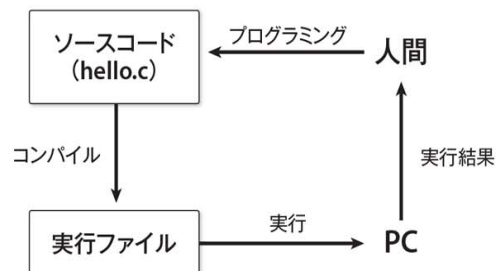 ソースコード
(hello.c)
プログラミング
人間
コンパイル
実行結果
実行ファイル
実行
PC